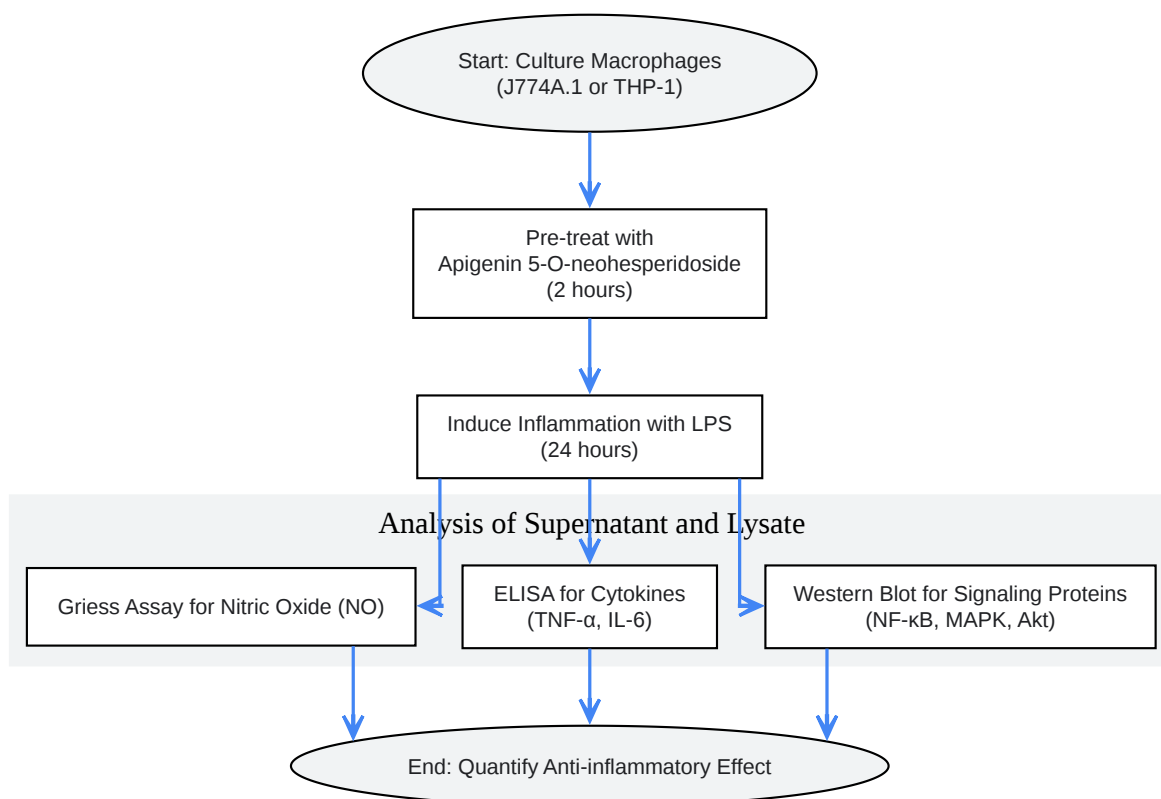 Start: Culture Macrophages
(J774A.1 or THP-1)
Pre-treat with
Apigenin 5-O-neohesperidoside
(2 hours)
Induce Inflammation with LPS
(24 hours)
Analysis of Supernatant and Lysate
Griess Assay for Nitric Oxide (NO)
ELISA for Cytokines
(TNF-α, IL-6)
Western Blot for Signaling Proteins
(NF-κB, MAPK, Akt)
End: Quantify Anti-inflammatory Effect